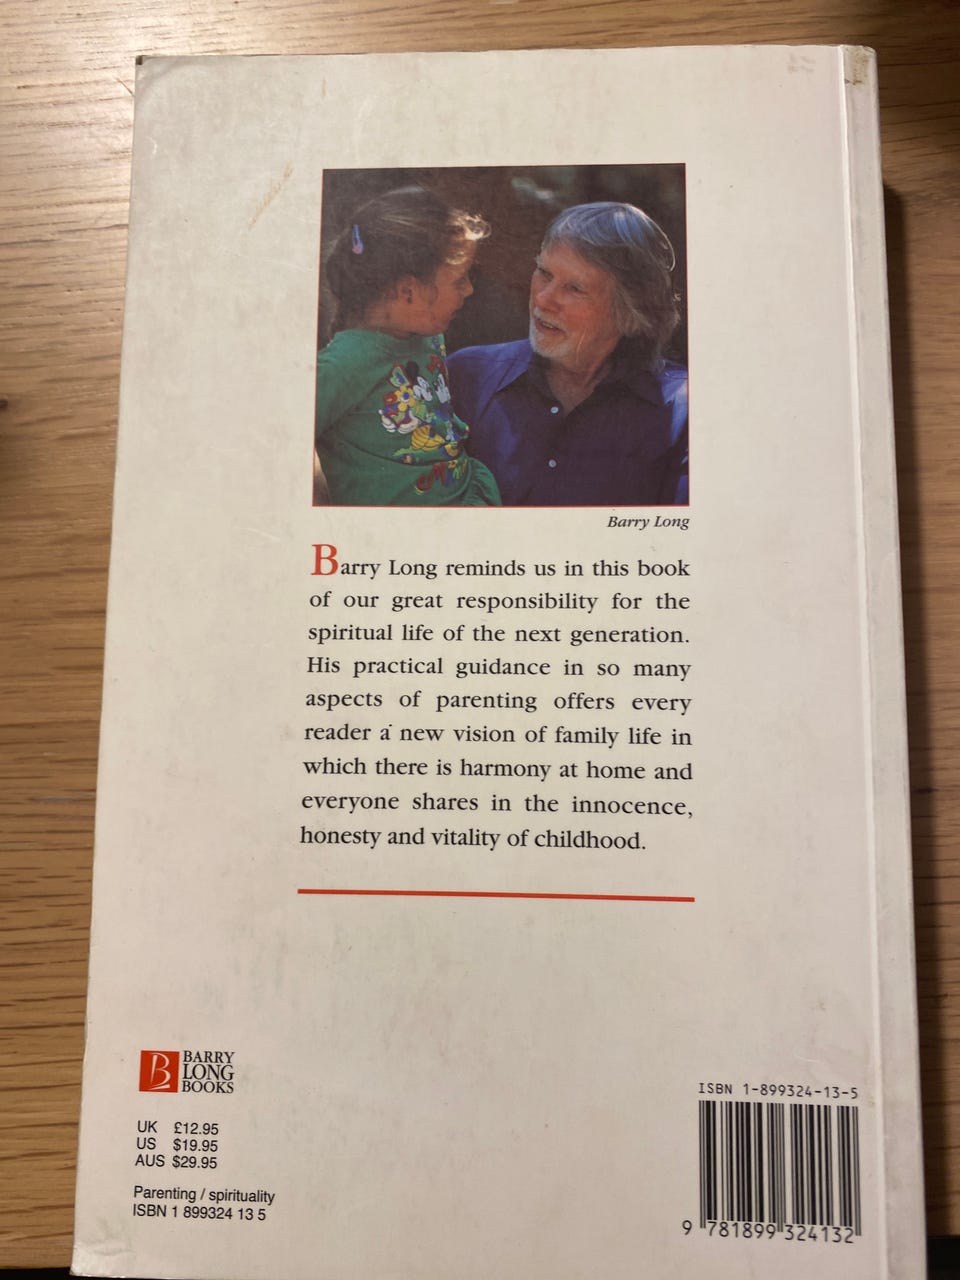 Barry Long
Barry Long reminds us in this book
of our great responsibility for the
spiritual life of the next generation.
His practical guidance in so many
aspects of parenting offers every
reader a new vision of family life in
which there is harmony at home and
everyone shares in the innocence,
honesty and vitality of childhood.
B BARRY
LONG
BOOKS
UK £12.95
US $19.95
AUS $29.95
Parenting / spirituality
ISBN 1 899324 13 5
ISBN 1-899324-13-5
9 781899 324132